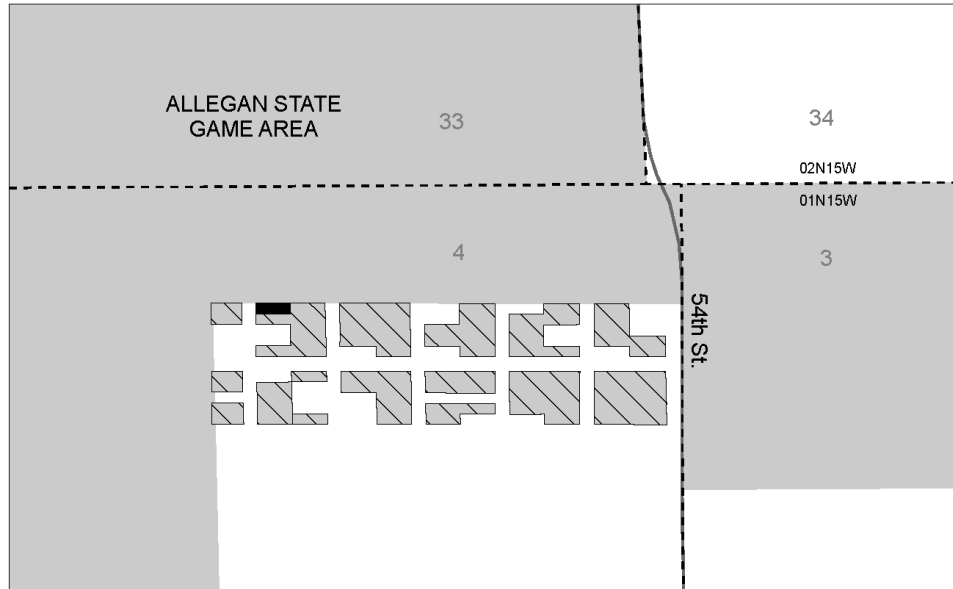 ALLEGAN STATE
GAME AREA
33
34
02N15W
01N15W
4
3
54th St.